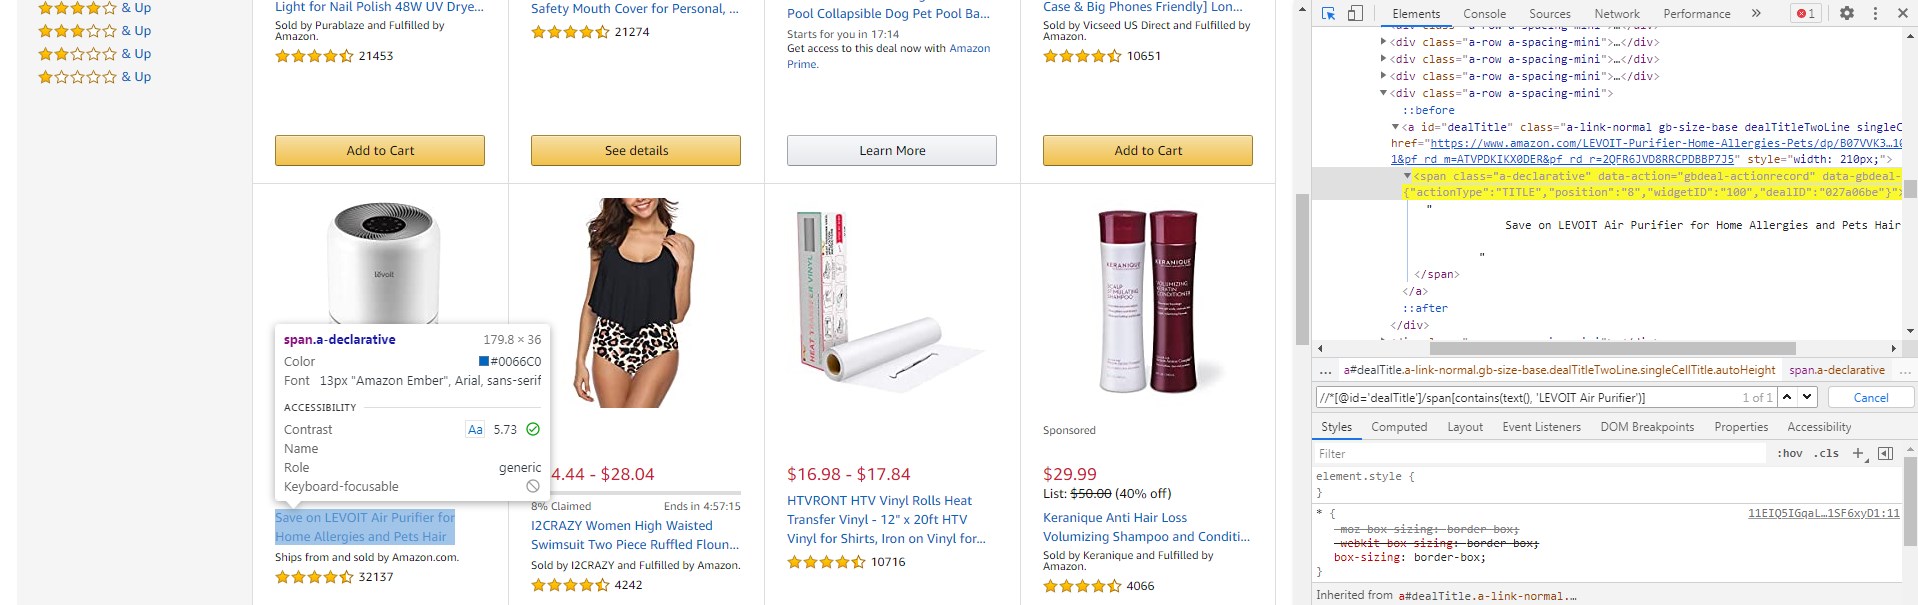 & Up
& Up
& Up
& Up
Light for Nail Polish 48W UV Drye...
Sold by Purablaze and Fulfilled by
Amazon.
21453
Add to Cart
Safety Mouth Cover for Personal, ...
21274
See details
Pool Collapsible Dog Pet Pool Ba...
Starts for you in 17:14
Get access to this deal now with Amazon
Prime.
Learn More
Case & Big Phones Friendly] Lon...
Sold by Vicseed US Direct and Fulfilled by
Amazon.
10651
Add to Cart
levoit
span.a-declarative 179.8 × 36
Color #0066C0
Font 13px "Amazon Ember", Arial, sans-serif
ACCESSIBILITY
Contrast Aa 5.73
Name
Role generic
Keyboard-focusable
Save on LEVOIT Air Purifier for
Home Allergies and Pets Hair
Ships from and sold by Amazon.com.
32137
4.44 - $28.04
8% Claimed Ends in 4:57:15
I2CRAZY Women High Waisted
Swimsuit Two Piece Ruffled Floun...
Sold by I2CRAZY and Fulfilled by Amazon.
4242
HEAT TRANSFER VINYL
$16.98 - $17.84
HTVRONT HTV Vinyl Rolls Heat
Transfer Vinyl - 12" x 20ft HTV
Vinyl for Shirts, Iron on Vinyl for...
10716
KERANIQUE
SCALP
STIMULATING
SHAMPOO
KERANIQUE
VOLUMIZING
KERATIN
CONDITIONER
Sponsored
$29.99
List: $50.00 (40% off)
Keranique Anti Hair Loss
Volumizing Shampoo and Conditi...
Sold by Keranique and Fulfilled by
Amazon.
4066
Elements Console Sources Network Performance » 1
<div class="a-row a-spacing-mini">…</div>
<div class="a-row a-spacing-mini">…</div>
<div class="a-row a-spacing-mini">…</div>
<div class="a-row a-spacing-mini">
::before
<a id="dealTitle" class="a-link-normal gb-size-base dealTitleTwoLine singleC
href="https://www.amazon.com/LEVOIT-Purifier-Home-Allergies-Pets/dp/B07VVK3…10
1&pf_rd_m=ATVPDKIKX0DER&pf_rd_r=2QFR6JVD8RRCPDBBP7J5" style="width: 210px;">
<span class="a-declarative" data-action="gbdeal-actionrecord" data-gbdeal-
{"actionType":"TITLE","position":"8","widgetID":"100","dealID":"027a06be"}">
"
Save on LEVOIT Air Purifier for Home Allergies and Pets Hair
"
</span>
</a>
::after
</div>
... a#dealTitle.a-link-normal.gb-size-base.dealTitleTwoLine.singleCellTitle.autoHeight span.a-declarative ...
//*[@id='dealTitle']/span[contains(text(), 'LEVOIT Air Purifier')] 1 of 1 Cancel
Styles Computed Layout Event Listeners DOM Breakpoints Properties Accessibility
Filter :hov .cls +
element.style {
}
* { 11EIQ5IGqaL…1SF6xyD1:11
-moz-box-sizing: border-box;
-webkit-box-sizing: border-box;
box-sizing: border-box;
}
Inherited from a#dealTitle.a-link-normal.…